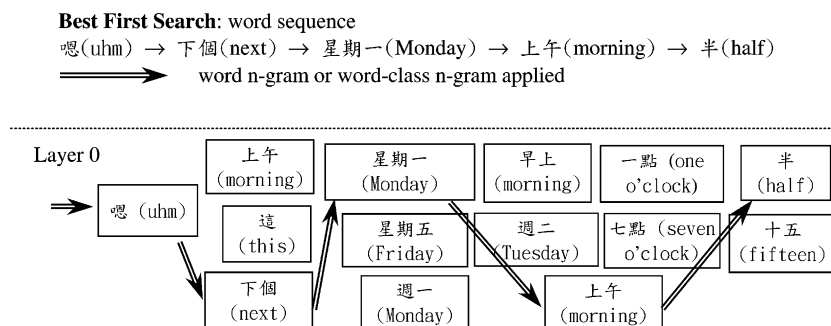 Best First Search: word sequence
嗯(uhm) → 下個(next) → 星期一(Monday) → 上午(morning) → 半(half)
word n-gram or word-class n-gram applied
Layer 0
上午
(morning)
星期一
(Monday)
早上
(morning)
一點 (one
o'clock)
半
(half)
嗯 (uhm)
這
(this)
星期五
(Friday)
週二
(Tuesday)
七點 (seven
o'clock)
十五
(fifteen)
下個
(next)
週一
(Monday)
上午
(morning)